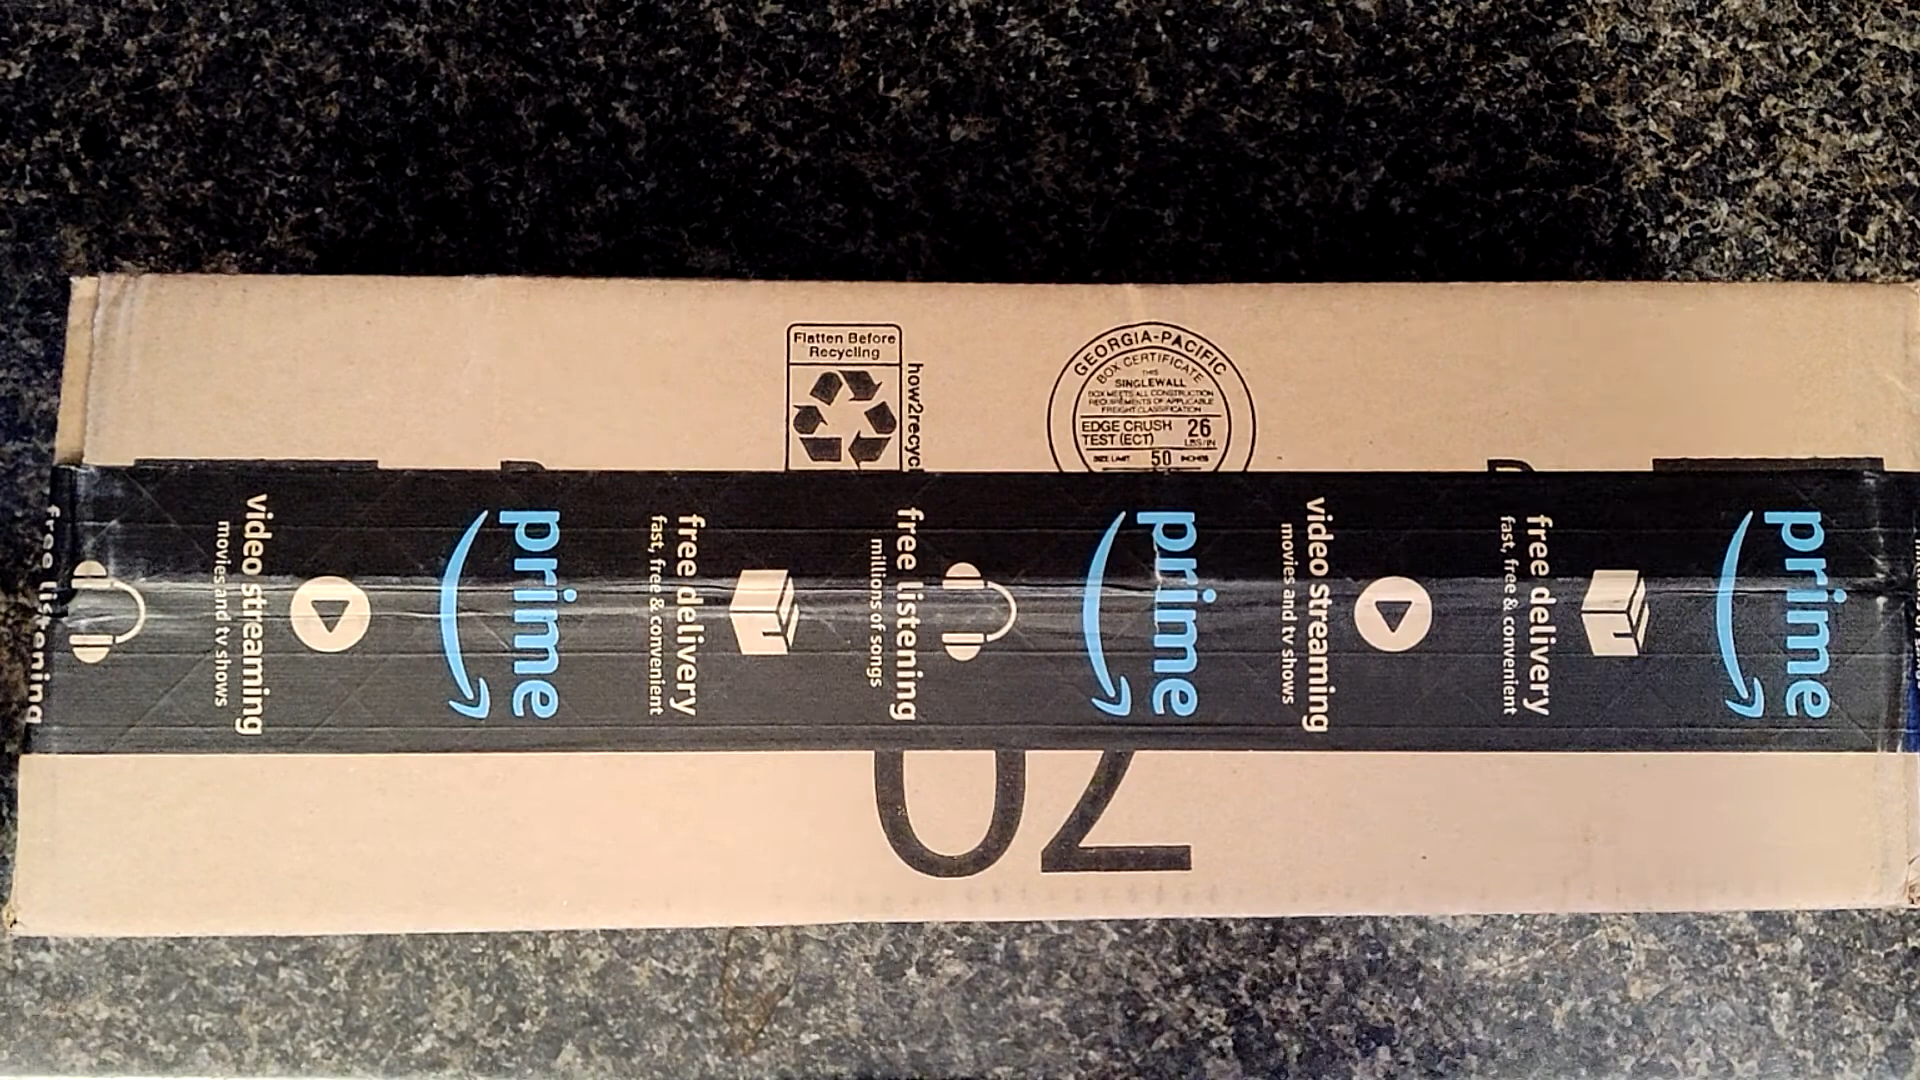 Flatten Before
Recycling
how2recycl
GEORGIA-PACIFIC
BOX CERTIFICATE
THIS
SINGLEWALL
BOX MEETS ALL CONSTRUCTION
REQUIREMENTS OF APPLICABLE
FREIGHT CLASSIFICATION
EDGE CRUSH
TEST (ECT)
26
LBS/IN
SIZE LIMIT 50 INCHES
free listening
video streaming
movies and tv shows
prime
free delivery
fast, free & convenient
free listening
millions of songs
prime
video streaming
movies and tv shows
free delivery
fast, free & convenient
prime